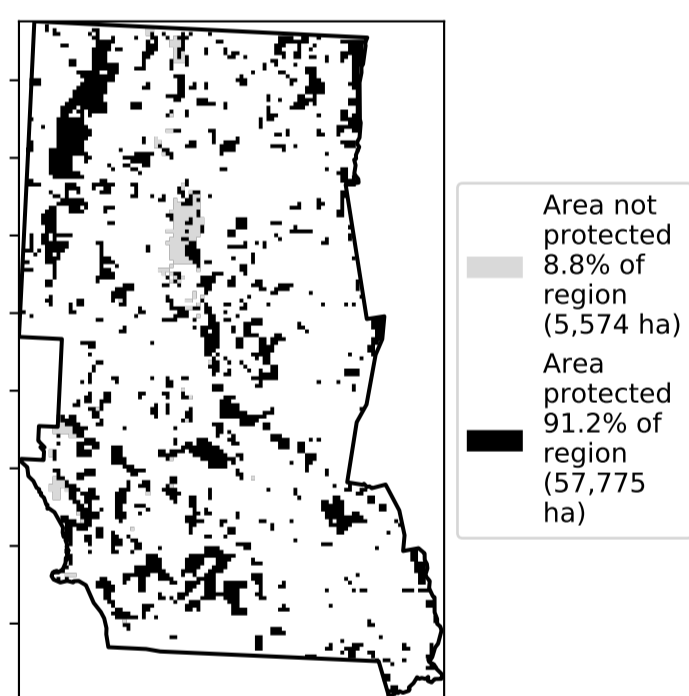 Area not
protected
8.8% of
region
(5,574 ha)
Area
protected
91.2% of
region
(57,775
ha)